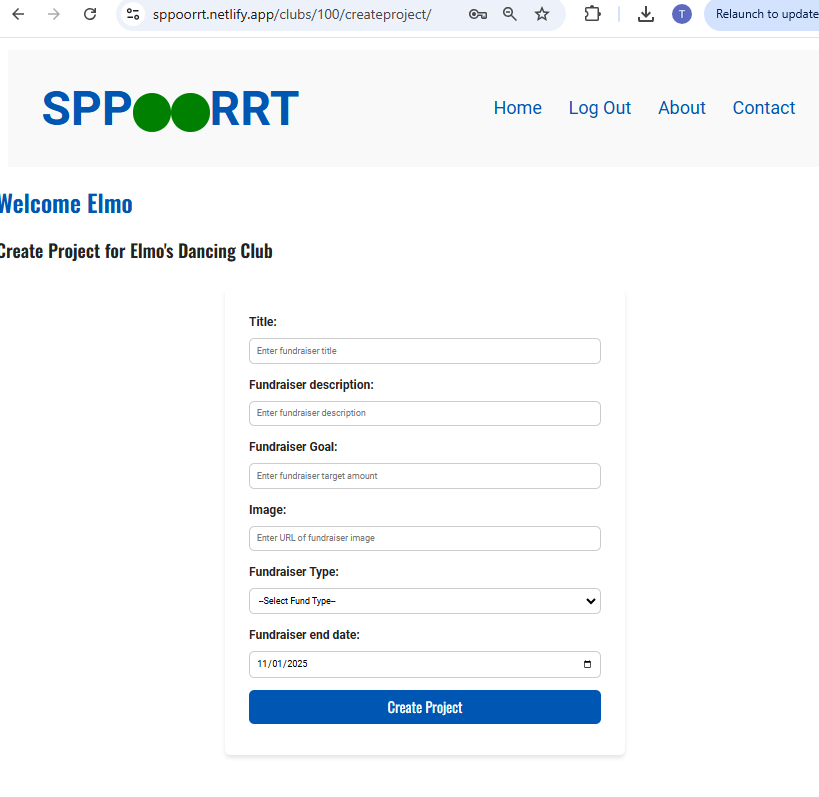 sppoorrt.netlify.app/clubs/100/createproject/
T
Relaunch to update
SPPOORRT
Home
Log Out
About
Contact
Welcome Elmo
Create Project for Elmo's Dancing Club
Title:
Enter fundraiser title
Fundraiser description:
Enter fundraiser description
Fundraiser Goal:
Enter fundraiser target amount
Image:
Enter URL of fundraiser image
Fundraiser Type:
--Select Fund Type--
Fundraiser end date:
11/01/2025
Create Project